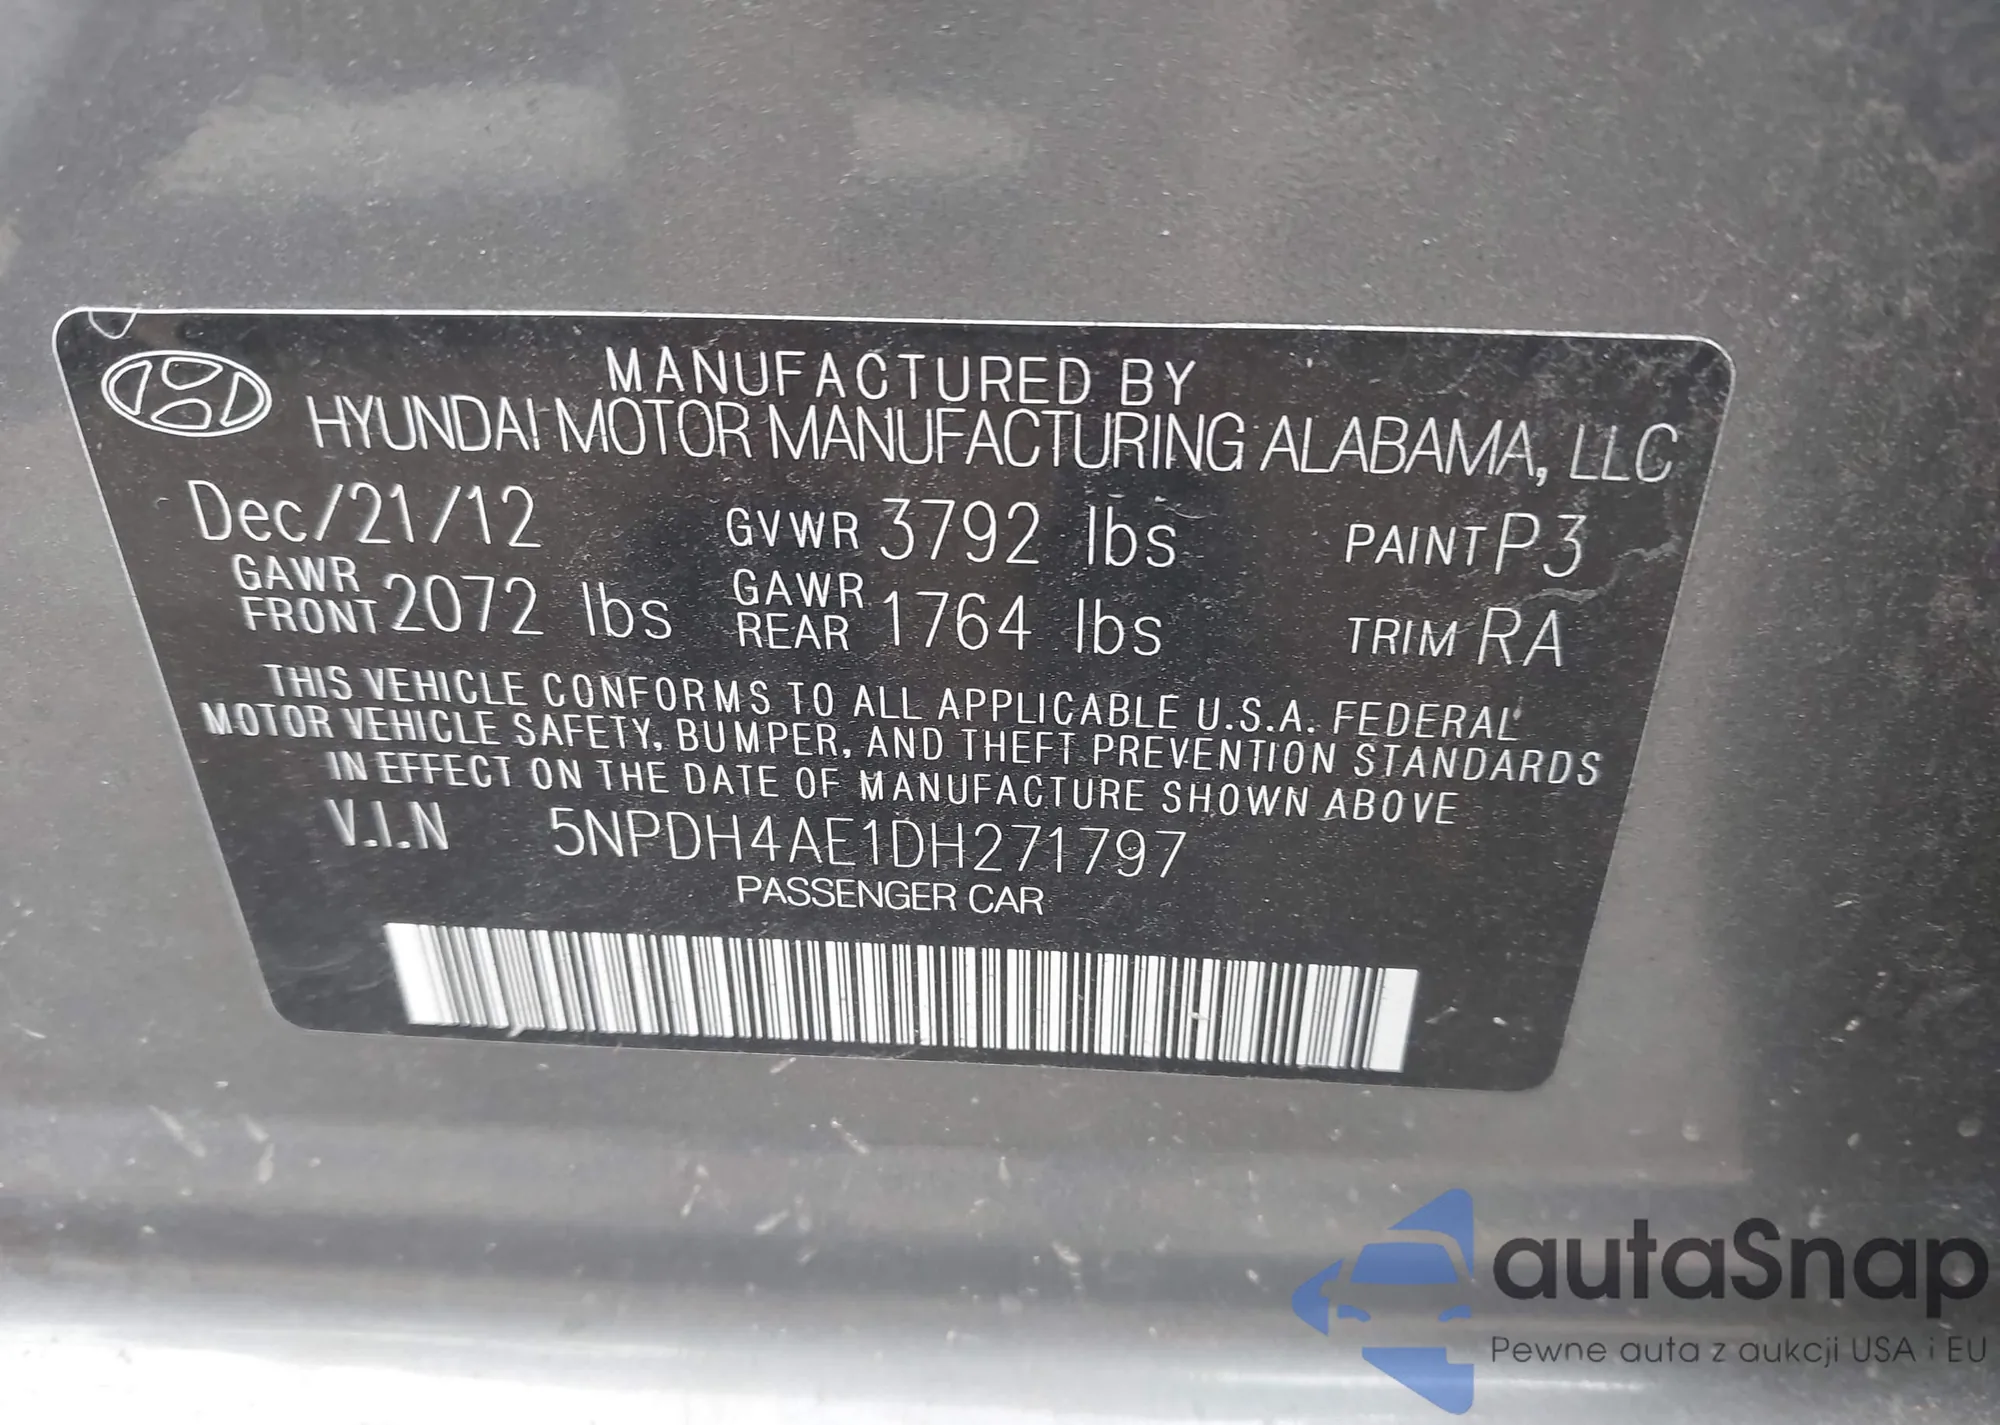 MANUFACTURED BY
HYUNDAI MOTOR MANUFACTURING ALABAMA, LLC
Dec/21/12 GVWR 3792 lbs PAINT P3
GAWR FRONT 2072 lbs GAWR REAR 1764 lbs TRIM RA
THIS VEHICLE CONFORMS TO ALL APPLICABLE U.S.A. FEDERAL
MOTOR VEHICLE SAFETY, BUMPER, AND THEFT PREVENTION STANDARDS
IN EFFECT ON THE DATE OF MANUFACTURE SHOWN ABOVE
V.I.N 5NPDH4AE1DH271797
PASSENGER CAR
autaSnap
Pewne auta z aukcji USA i EU